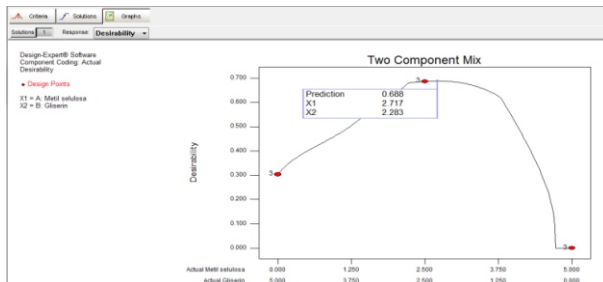 Criteria Solutions Graphs
Solutions 1 Response: Desirability
Design-Expert® Software
Component Coding: Actual
Desirability
Design Points
X1 = A: Metil selulosa
X2 = B: Gliserin
Two Component Mix
Desirability
0.700
0.600
0.500
0.400
0.300
0.200
0.100
0.000
3
3
3
Prediction 0.688
X1 2.717
X2 2.283
Actual Metil selulosa 0.000 1.250 2.500 3.750 5.000
Actual Gliserin 5.000 3.750 2.500 1.250 0.000